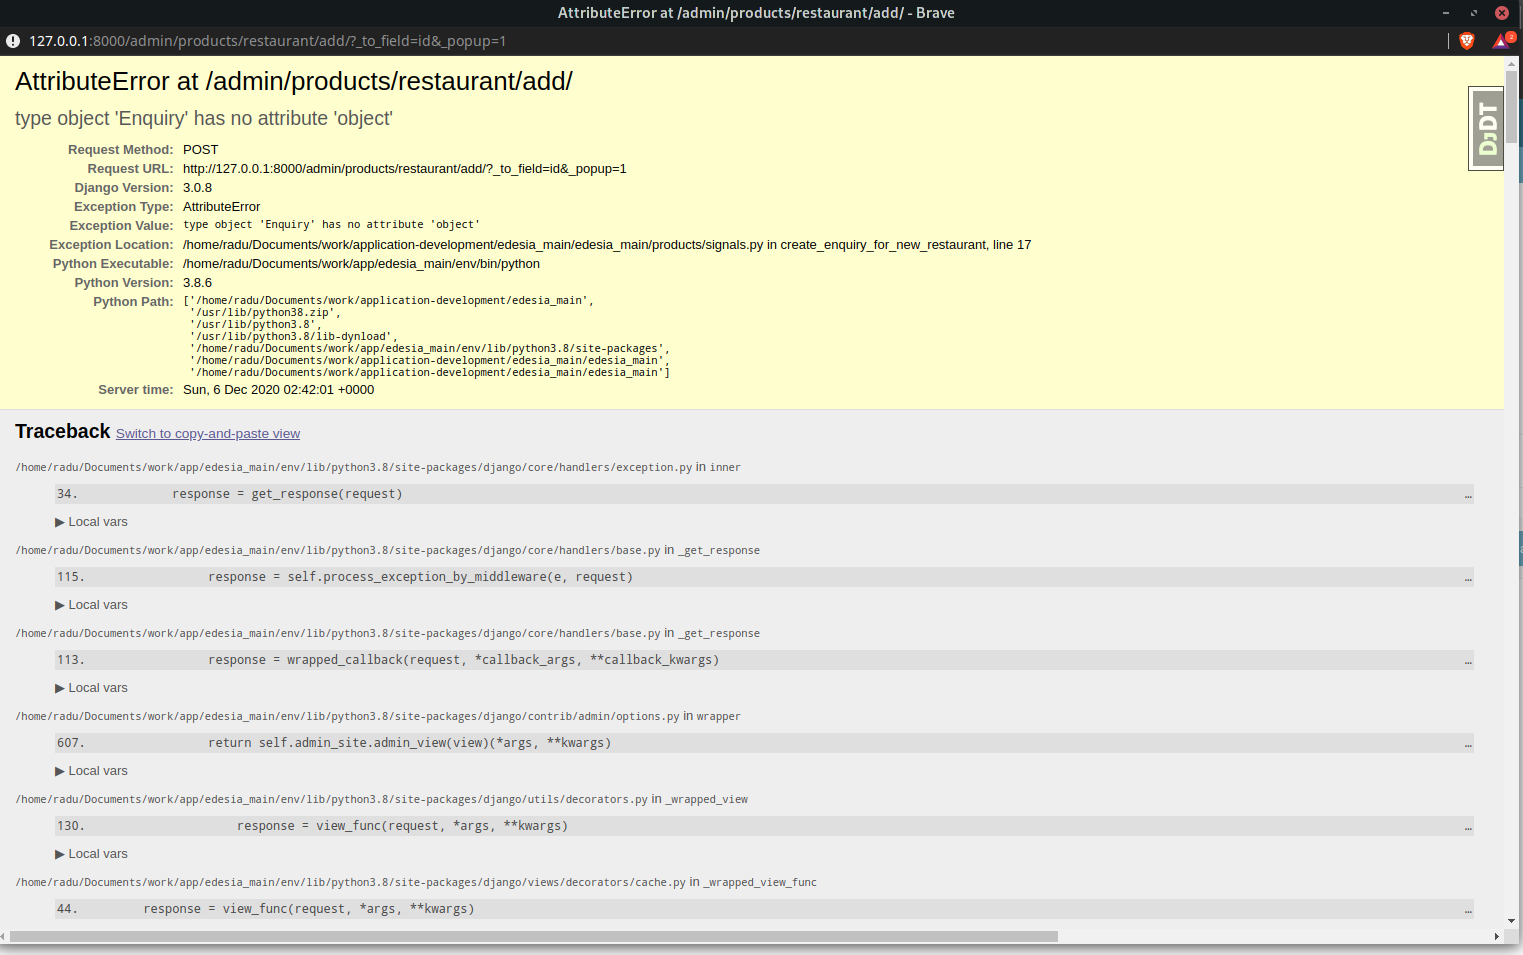 AttributeError at /admin/products/restaurant/add/ - Brave
127.0.0.1:8000/admin/products/restaurant/add/?_to_field=id&_popup=1
2
AttributeError at /admin/products/restaurant/add/
type object 'Enquiry' has no attribute 'object'
DjDT
Request Method: POST
Request URL: http://127.0.0.1:8000/admin/products/restaurant/add/?_to_field=id&_popup=1
Django Version: 3.0.8
Exception Type: AttributeError
Exception Value: type object 'Enquiry' has no attribute 'object'
Exception Location: /home/radu/Documents/work/application-development/edesia_main/edesia_main/products/signals.py in create_enquiry_for_new_restaurant, line 17
Python Executable: /home/radu/Documents/work/app/edesia_main/env/bin/python
Python Version: 3.8.6
Python Path: ['/home/radu/Documents/work/application-development/edesia_main',
'/usr/lib/python38.zip',
'/usr/lib/python3.8',
'/usr/lib/python3.8/lib-dynload',
'/home/radu/Documents/work/app/edesia_main/env/lib/python3.8/site-packages',
'/home/radu/Documents/work/application-development/edesia_main/edesia_main',
'/home/radu/Documents/work/application-development/edesia_main/edesia_main']
Server time: Sun, 6 Dec 2020 02:42:01 +0000
Traceback Switch to copy-and-paste view
/home/radu/Documents/work/app/edesia_main/env/lib/python3.8/site-packages/django/core/handlers/exception.py in inner
34. response = get_response(request) …
▶ Local vars
/home/radu/Documents/work/app/edesia_main/env/lib/python3.8/site-packages/django/core/handlers/base.py in _get_response
115. response = self.process_exception_by_middleware(e, request) …
▶ Local vars
/home/radu/Documents/work/app/edesia_main/env/lib/python3.8/site-packages/django/core/handlers/base.py in _get_response
113. response = wrapped_callback(request, *callback_args, **callback_kwargs) …
▶ Local vars
/home/radu/Documents/work/app/edesia_main/env/lib/python3.8/site-packages/django/contrib/admin/options.py in wrapper
607. return self.admin_site.admin_view(view)(*args, **kwargs) …
▶ Local vars
/home/radu/Documents/work/app/edesia_main/env/lib/python3.8/site-packages/django/utils/decorators.py in _wrapped_view
130. response = view_func(request, *args, **kwargs) …
▶ Local vars
/home/radu/Documents/work/app/edesia_main/env/lib/python3.8/site-packages/django/views/decorators/cache.py in _wrapped_view_func
44. response = view_func(request, *args, **kwargs) …